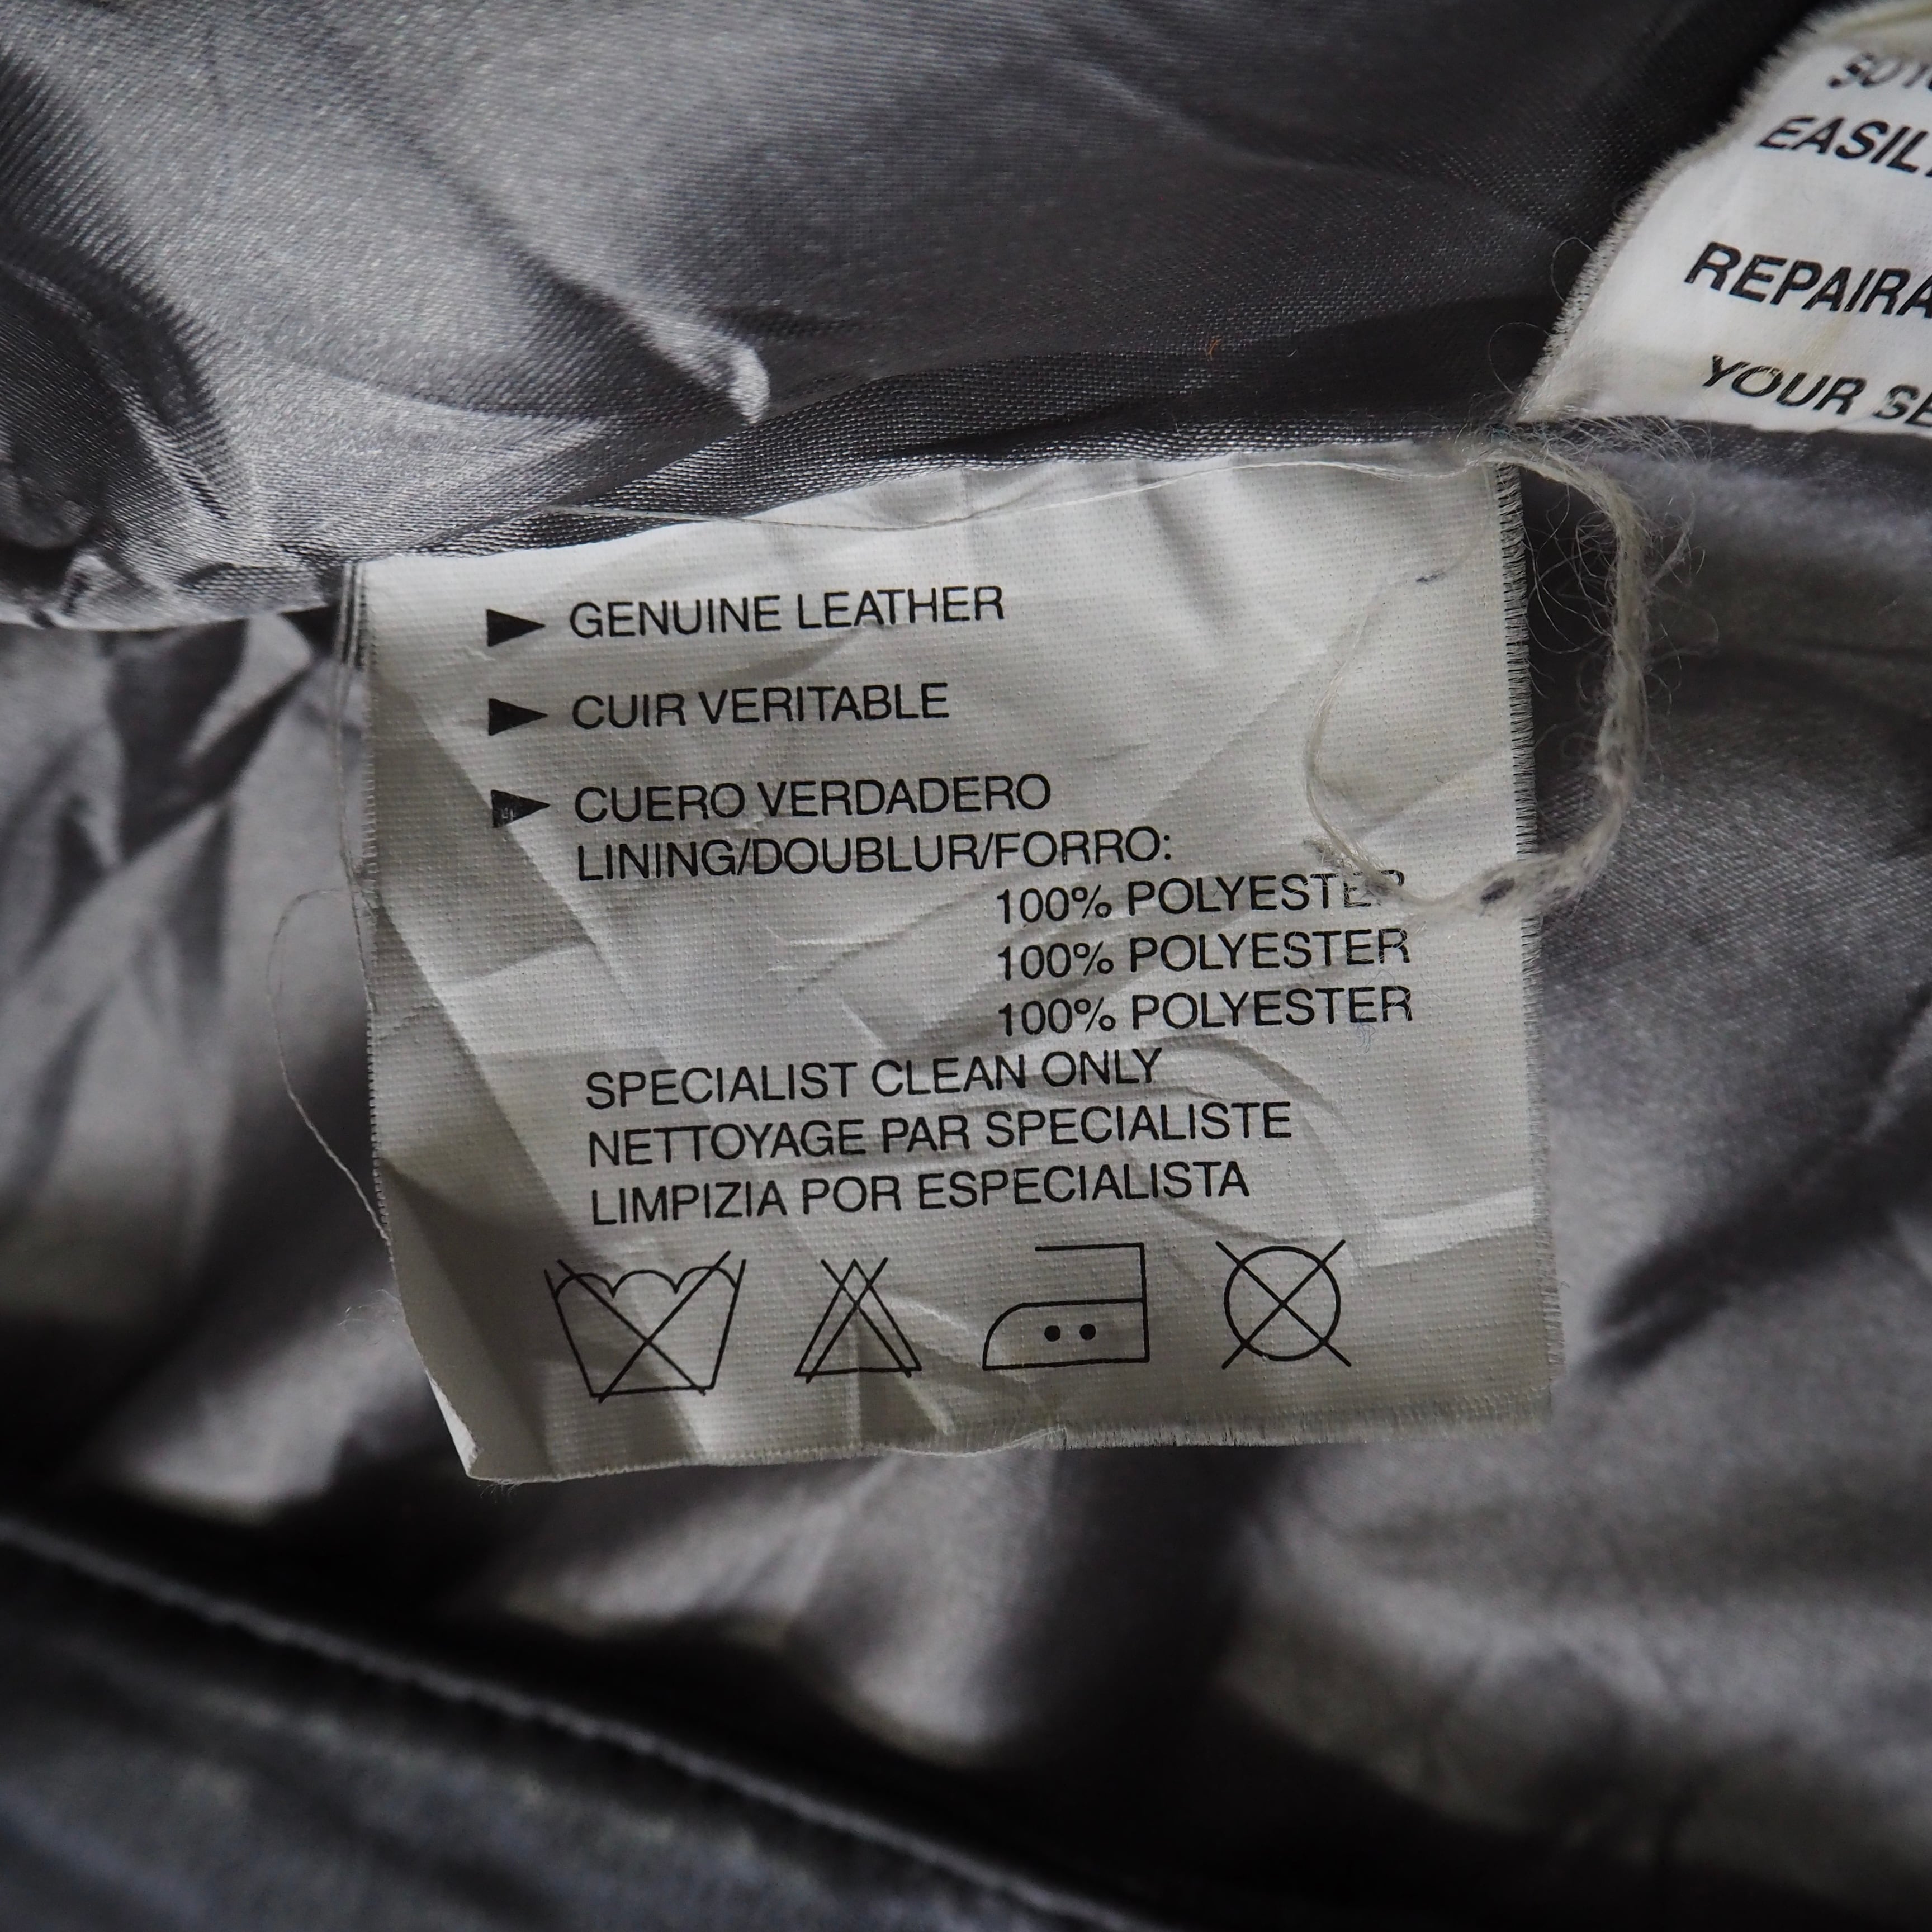 EASIL
REPAIRA
YOUR SE
GENUINE LEATHER
CUIR VERITABLE
CUERO VERDADERO
LINING/DOUBLUR/FORRO:
100% POLYESTER
100% POLYESTER
100% POLYESTER
SPECIALIST CLEAN ONLY
NETTOYAGE PAR SPECIALISTE
LIMPIZIA POR ESPECIALISTA